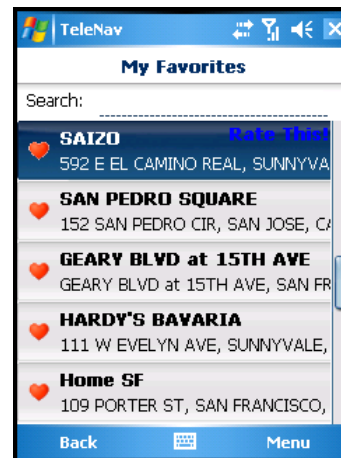 TeleNav
My Favorites
Search:
SAIZO Rate This!
592 E EL CAMINO REAL, SUNNYVA
SAN PEDRO SQUARE
152 SAN PEDRO CIR, SAN JOSE, CA
GEARY BLVD at 15TH AVE
GEARY BLVD at 15TH AVE, SAN FR
HARDY'S BAVARIA
111 W EVELYN AVE, SUNNYVALE,
Home SF
109 PORTER ST, SAN FRANCISCO,
Back Menu